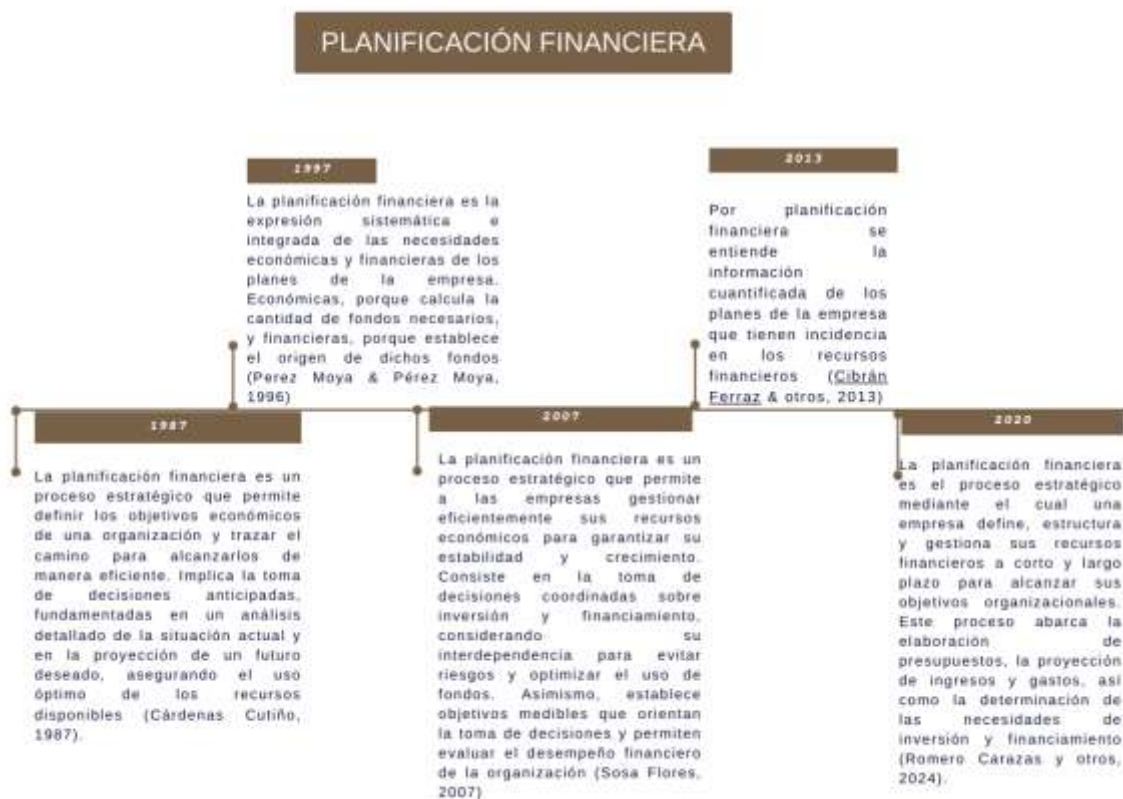 PLANIFICACIÓN FINANCIERA
1997
La planificación financiera es la
expresión sistemática e
integrada de las necesidades
económicas y financieras de los
planes de la empresa.
Económicas, porque calcula la
cantidad de fondos necesarios,
y financieras, porque establece
el origen de dichos fondos
(Perez Moya & Pérez Moya,
1996)
2013
Por planificación
financiera se
entiende la
información
cuantificada de los
planes de la empresa
que tienen incidencia
en los recursos
financieros (Cibrán
Ferraz & otros, 2013)
1987
La planificación financiera es un
proceso estratégico que permite
definir los objetivos económicos
de una organización y trazar el
camino para alcanzarlos de
manera eficiente. Implica la toma
de decisiones anticipadas,
fundamentadas en un análisis
detallado de la situación actual y
en la proyección de un futuro
deseado, asegurando el uso
óptimo de los recursos
disponibles (Cárdenas Cutiño,
1987).
2007
La planificación financiera es un
proceso estratégico que permite
a las empresas gestionar
eficientemente sus recursos
económicos para garantizar su
estabilidad y crecimiento.
Consiste en la toma de
decisiones coordinadas sobre
inversión y financiamiento,
considerando su
interdependencia para evitar
riesgos y optimizar el uso de
fondos. Asimismo, establece
objetivos medibles que orientan
la toma de decisiones y permiten
evaluar el desempeño financiero
de la organización (Sosa Flores,
2007)
2020
La planificación financiera
es el proceso estratégico
mediante el cual una
empresa define, estructura
y gestiona sus recursos
financieros a corto y largo
plazo para alcanzar sus
objetivos organizacionales.
Este proceso abarca la
elaboración de
presupuestos, la proyección
de ingresos y gastos, así
como la determinación de
las necesidades de
inversión y financiamiento
(Romero Carazas y otros,
2024).